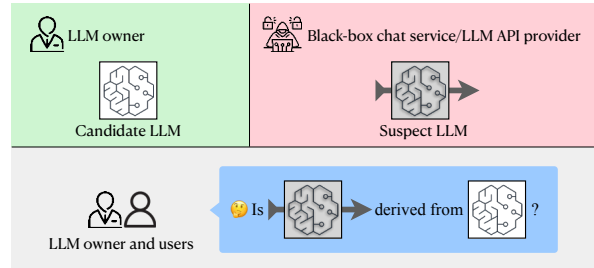 LLM owner
Candidate LLM
Black-box chat service/LLM API provider
Suspect LLM
LLM owner and users
Is derived from ?